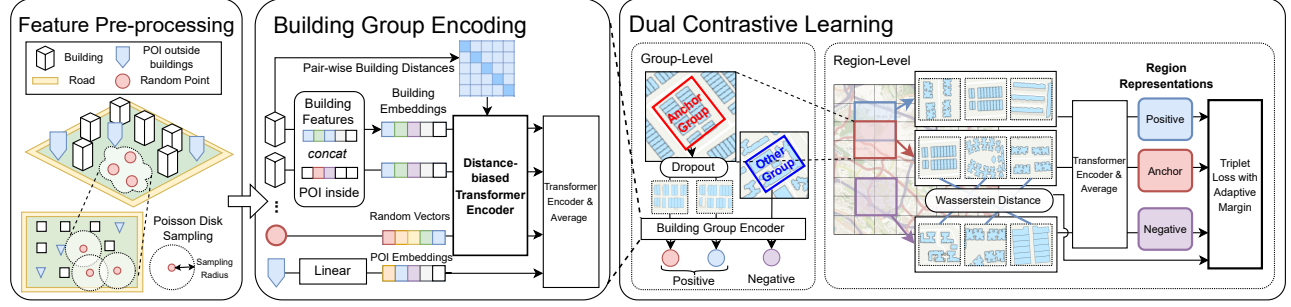 Feature Pre-processing
Building
POI outside
buildings
Road
Random Point
Poisson Disk
Sampling
Sampling
Radius
Building Group Encoding
Pair-wise Building Distances
Building
Features
concat
POI inside
Building
Embeddings
Distance-
biased
Transformer
Encoder
Transformer
Encoder &
Average
Random Vectors
POI Embeddings
Linear
Dual Contrastive Learning
Group-Level
Anchor
Group
Other
Group
Dropout
Building Group Encoder
Positive
Negative
Region-Level
Wasserstein Distance
Transformer
Encoder &
Average
Region
Representations
Positive
Anchor
Negative
Triplet
Loss with
Adaptive
Margin